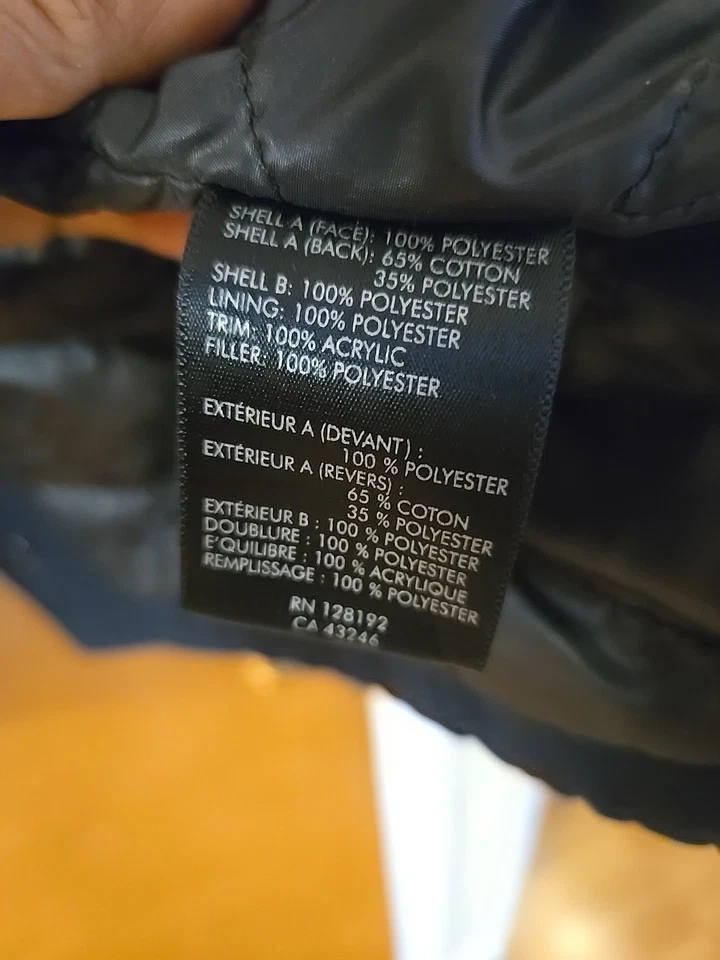 SHELL A (FACE): 100% POLYESTER
SHELL A (BACK): 65% COTTON
35% POLYESTER
SHELL B: 100% POLYESTER
LINING: 100% POLYESTER
TRIM: 100% ACRYLIC
FILLER: 100% POLYESTER
EXTÉRIEUR A (DEVANT) :
100 % POLYESTER
EXTÉRIEUR A (REVERS) :
65 % COTON
35 % POLYESTER
EXTÉRIEUR B : 100 % POLYESTER
DOUBLURE : 100 % POLYESTER
E'QUILIBRE : 100 % ACRYLIQUE
REMPLISSAGE : 100 % POLYESTER
RN 128192
CA 43246